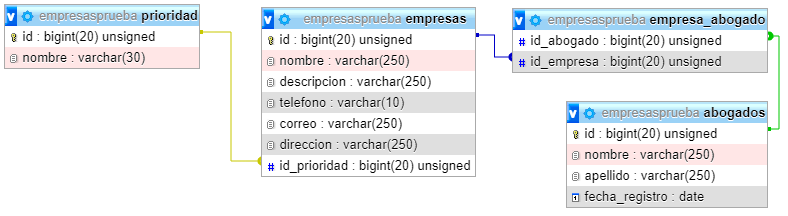 empresasprueba prioridad
id : bigint(20) unsigned
nombre : varchar(30)
empresasprueba empresas
id : bigint(20) unsigned
nombre : varchar(250)
descripcion : varchar(250)
telefono : varchar(10)
correo : varchar(250)
direccion : varchar(250)
# id_prioridad : bigint(20) unsigned
empresasprueba empresa_abogado
# id_abogado : bigint(20) unsigned
# id_empresa : bigint(20) unsigned
empresasprueba abogados
id : bigint(20) unsigned
nombre : varchar(250)
apellido : varchar(250)
fecha_registro : date